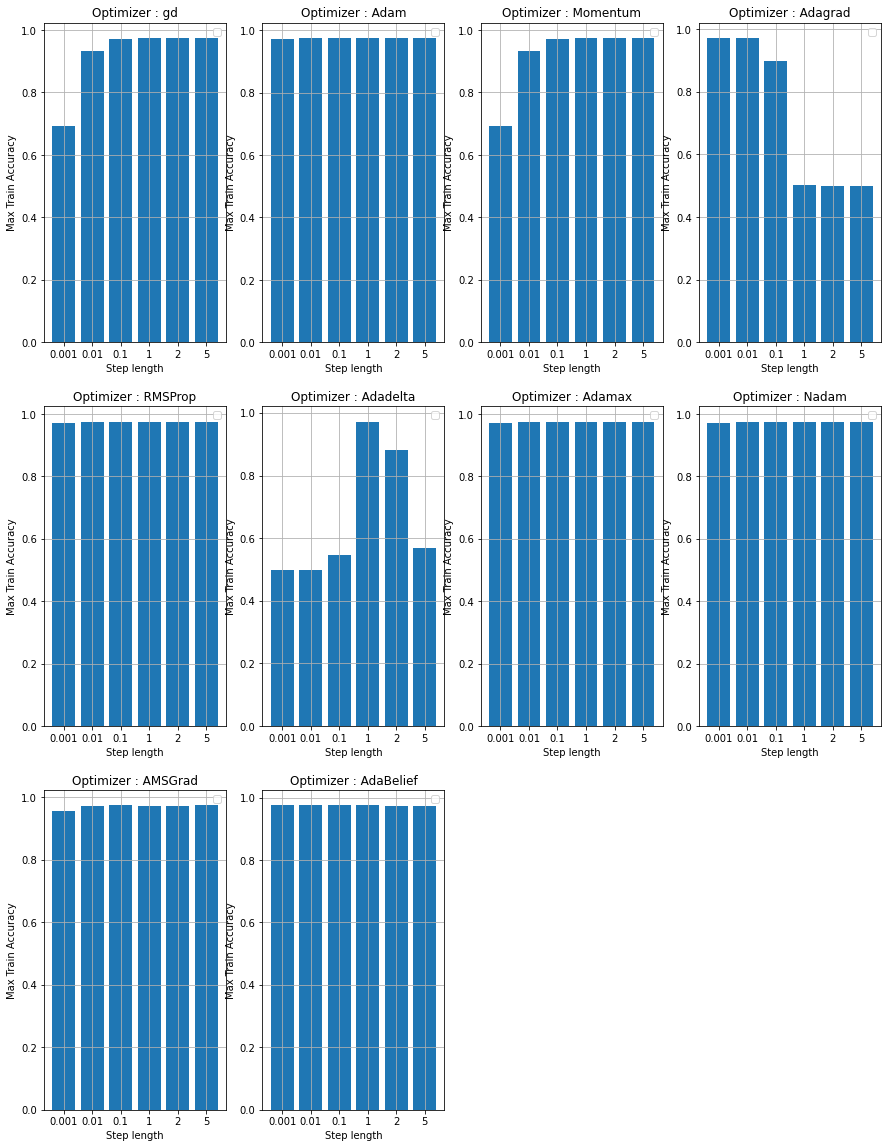 Optimizer : gd
Max Train Accuracy
1.0
0.8
0.6
0.4
0.2
0.0
0.001 0.01 0.1 1 2 5
Step length
Optimizer : Adam
Max Train Accuracy
1.0
0.8
0.6
0.4
0.2
0.0
0.001 0.01 0.1 1 2 5
Step length
Optimizer : Momentum
Max Train Accuracy
1.0
0.8
0.6
0.4
0.2
0.0
0.001 0.01 0.1 1 2 5
Step length
Optimizer : Adagrad
Max Train Accuracy
1.0
0.8
0.6
0.4
0.2
0.0
0.001 0.01 0.1 1 2 5
Step length
Optimizer : RMSProp
Max Train Accuracy
1.0
0.8
0.6
0.4
0.2
0.0
0.001 0.01 0.1 1 2 5
Step length
Optimizer : Adadelta
Max Train Accuracy
1.0
0.8
0.6
0.4
0.2
0.0
0.001 0.01 0.1 1 2 5
Step length
Optimizer : Adamax
Max Train Accuracy
1.0
0.8
0.6
0.4
0.2
0.0
0.001 0.01 0.1 1 2 5
Step length
Optimizer : Nadam
Max Train Accuracy
1.0
0.8
0.6
0.4
0.2
0.0
0.001 0.01 0.1 1 2 5
Step length
Optimizer : AMSGrad
Max Train Accuracy
1.0
0.8
0.6
0.4
0.2
0.0
0.001 0.01 0.1 1 2 5
Step length
Optimizer : AdaBelief
Max Train Accuracy
1.0
0.8
0.6
0.4
0.2
0.0
0.001 0.01 0.1 1 2 5
Step length